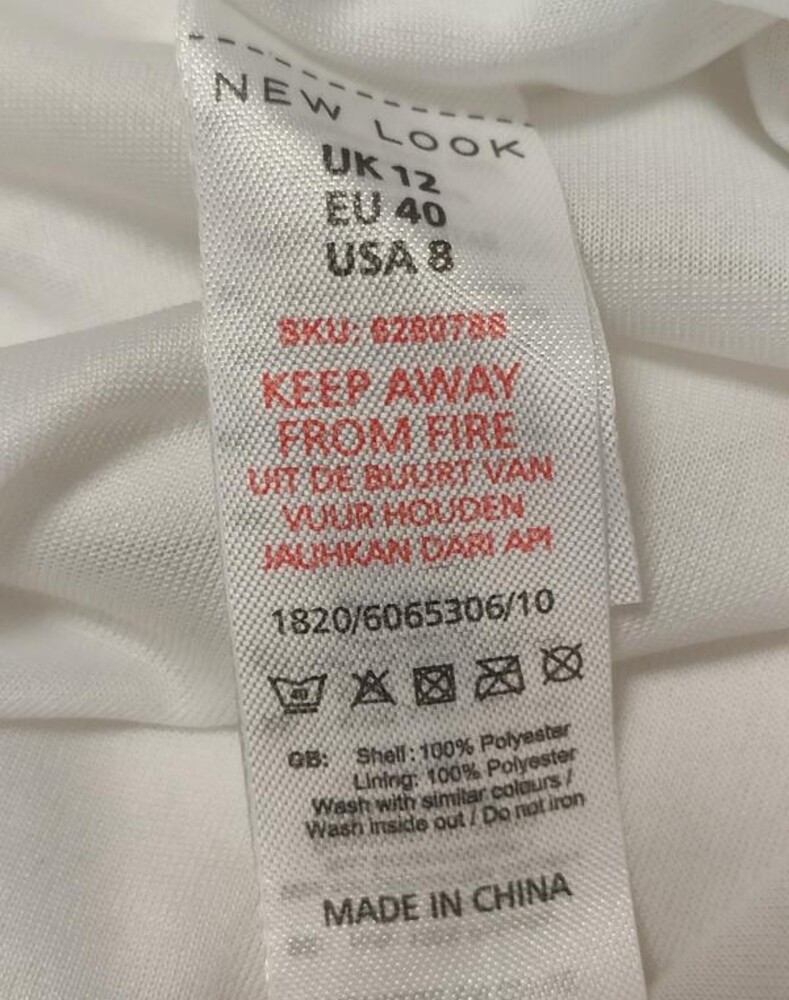 NEW LOOK
UK 12
EU 40
USA 8
SKU: 6280788
KEEP AWAY
FROM FIRE
UIT DE BUURT VAN
VUUR HOUDEN
JAUHKAN DARI API
1820/6065306/10
40
GB: Shell: 100% Polyester
Lining: 100% Polyester
Wash with similar colours /
Wash inside out / Do not iron
MADE IN CHINA